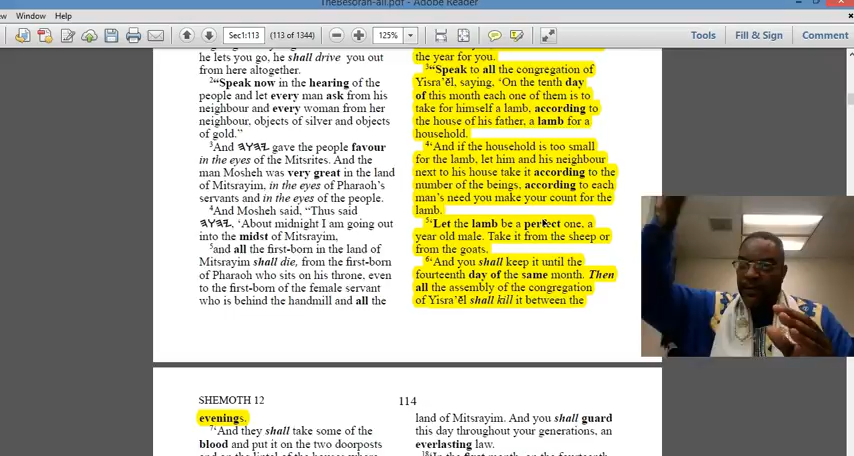 TheBesorah-all.pdf - Adobe Reader
Window Help
Sec1:113 (113 of 1344) 125% Tools Fill & Sign Comment
he lets you go, he shall drive you out
from here altogether.
2“Speak now in the hearing of the
people and let every man ask from his
neighbour and every woman from her
neighbour, objects of silver and objects
of gold.”
3And 𐤉𐤄𐤅𐤄 gave the people favour
in the eyes of the Mitsrites. And the
man Mosheh was very great in the land
of Mitsrayim, in the eyes of Pharaoh’s
servants and in the eyes of the people.
4And Mosheh said, “Thus said
𐤉𐤄𐤅𐤄, ‘About midnight I am going out
into the midst of Mitsrayim,
5and all the first-born in the land of
Mitsrayim shall die, from the first-born
of Pharaoh who sits on his throne, even
to the first-born of the female servant
who is behind the handmill and all the
the year for you.
3“Speak to all the congregation of
Yisra’ĕl, saying, ‘On the tenth day
of this month each one of them is to
take for himself a lamb, according to
the house of his father, a lamb for a
household.
4‘And if the household is too small
for the lamb, let him and his neighbour
next to his house take it according to the
number of the beings, according to each
man’s need you make your count for the
lamb.
5‘Let the lamb be a perfect one, a
year old male. Take it from the sheep or
from the goats.
6‘And you shall keep it until the
fourteenth day of the same month. Then
all the assembly of the congregation
of Yisra’ĕl shall kill it between the
SHEMOTH 12
114
evenings.
7‘And they shall take some of the
blood and put it on the two doorposts
land of Mitsrayim. And you shall guard
this day throughout your generations, an
everlasting law.